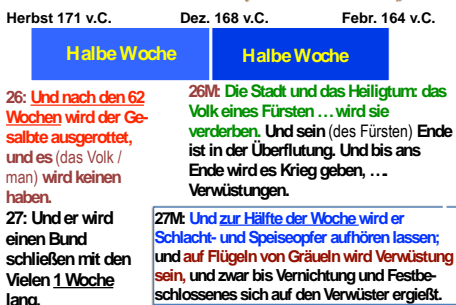 Herbst 171 v.C. Dez. 168 v.C. Febr. 164 v.C.
Halbe Woche Halbe Woche
26: Und nach den 62
Wochen wird der Ge-
salbte ausgerottet,
und es (das Volk /
man) wird keinen
haben.
27: Und er wird
einen Bund
schließen mit den
Vielen 1 Woche
lang.
26M: Die Stadt und das Heiligtum: das
Volk eines Fürsten … wird sie
verderben. Und sein (des Fürsten) Ende
ist in der Überflutung. Und bis ans
Ende wird es Krieg geben, ….
Verwüstungen.
27M: Und zur Hälfte der Woche wird er
Schlacht- und Speiseopfer aufhören lassen;
und auf Flügeln von Gräueln wird Verwüstung
sein, und zwar bis Vernichtung und Festbe-
schlossenes sich auf den Verwüster ergießt.